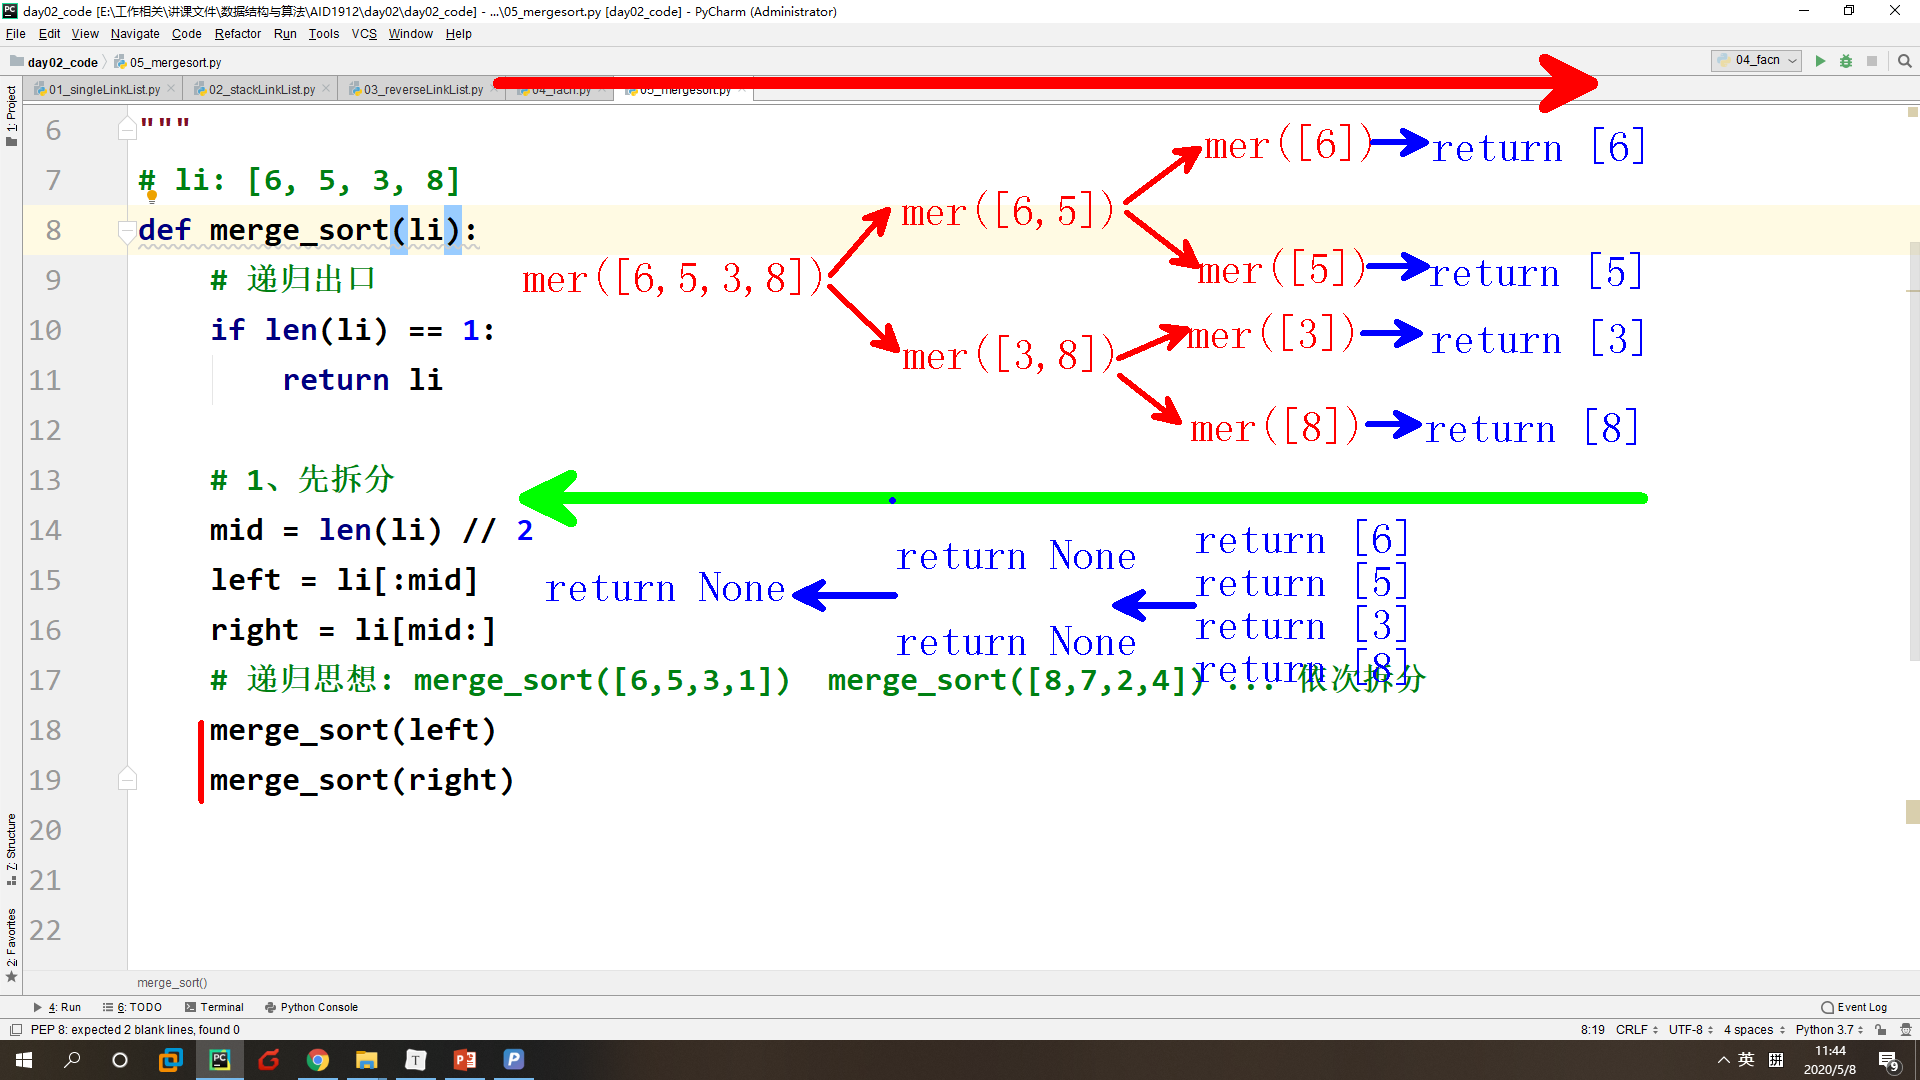 day02_code [E:\工作相关\讲课文件\数据结构与算法\AID1912\day02\day02_code] - ...\05_mergesort.py [day02_code] - PyCharm (Administrator)
File Edit View Navigate Code Refactor Run Tools VCS Window Help
day02_code 05_mergesort.py 04_facn
01_singleLinkList.py 02_stackLinkList.py 03_reverseLinkList.py 04_facn.py 05_mergesort.py
1: Project
7: Structure
2: Favorites
6 """
7 # li: [6, 5, 3, 8]
8 def merge_sort(li):
9 # 递归出口
10 if len(li) == 1:
11 return li
12
13 # 1、先拆分
14 mid = len(li) // 2
15 left = li[:mid]
16 right = li[mid:]
17 # 递归思想: merge_sort([6,5,3,1]) merge_sort([8,7,2,4]) ... 依次拆分
18 merge_sort(left)
19 merge_sort(right)
20
21
22
mer([6,5,3,8])
mer([6,5])
mer([3,8])
mer([6]) return [6]
mer([5]) return [5]
mer([3]) return [3]
mer([8]) return [8]
return None
return None
return None
return [6]
return [5]
return [3]
return [8]
merge_sort()
4: Run 6: TODO Terminal Python Console Event Log
PEP 8: expected 2 blank lines, found 0 8:19 CRLF UTF-8 4 spaces Python 3.7
英 11:44
2020/5/8 9